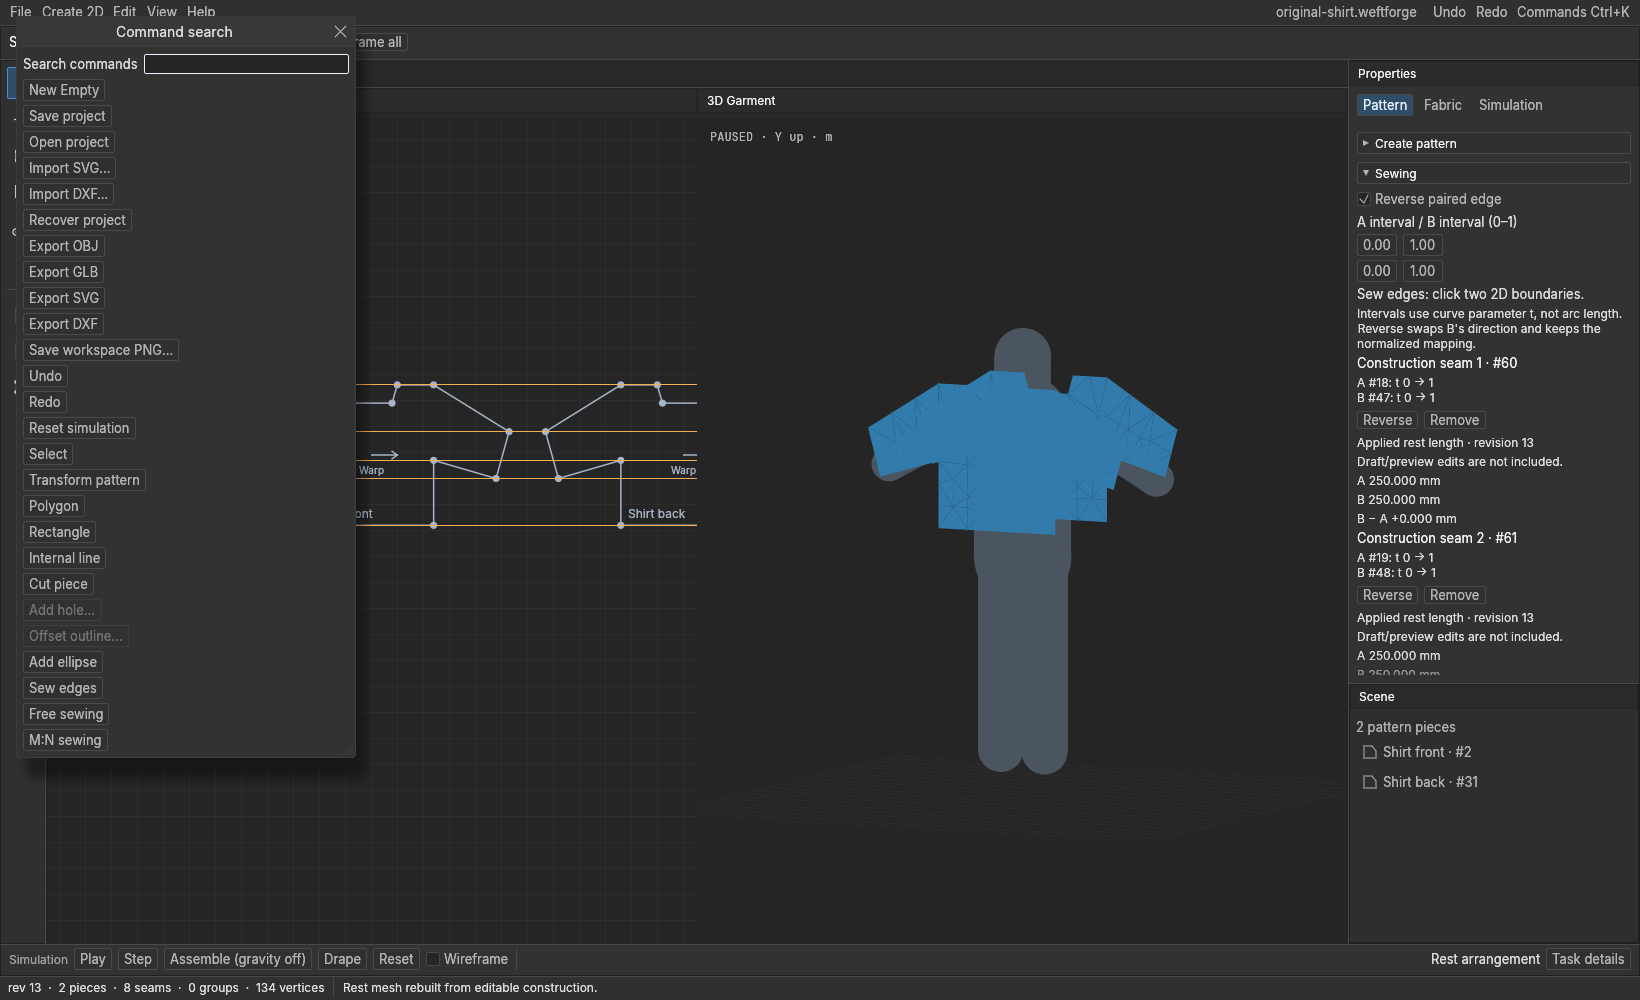 File Create 2D Edit View Help
original-shirt.weftforge Undo Redo Commands Ctrl+K
Command search
rame all
Search commands
New Empty
Save project
Open project
Import SVG...
Import DXF...
Recover project
Export OBJ
Export GLB
Export SVG
Export DXF
Save workspace PNG...
Undo
Redo
Reset simulation
Select
Transform pattern
Polygon
Rectangle
Internal line
Cut piece
Add hole...
Offset outline...
Add ellipse
Sew edges
Free sewing
M:N sewing
Warp
Warp
ont
Shirt back
3D Garment
PAUSED · Y up · m
Properties
Pattern Fabric Simulation
Create pattern
Sewing
Reverse paired edge
A interval / B interval (0–1)
0.00 1.00
0.00 1.00
Sew edges: click two 2D boundaries.
Intervals use curve parameter t, not arc length.
Reverse swaps B's direction and keeps the
normalized mapping.
Construction seam 1 · #60
A #18: t 0 → 1
B #47: t 0 → 1
Reverse Remove
Applied rest length · revision 13
Draft/preview edits are not included.
A 250.000 mm
B 250.000 mm
B − A +0.000 mm
Construction seam 2 · #61
A #19: t 0 → 1
B #48: t 0 → 1
Reverse Remove
Applied rest length · revision 13
Draft/preview edits are not included.
A 250.000 mm
B 250.000 mm
Scene
2 pattern pieces
Shirt front · #2
Shirt back · #31
Simulation Play Step Assemble (gravity off) Drape Reset Wireframe
Rest arrangement Task details
rev 13 · 2 pieces · 8 seams · 0 groups · 134 vertices
Rest mesh rebuilt from editable construction.